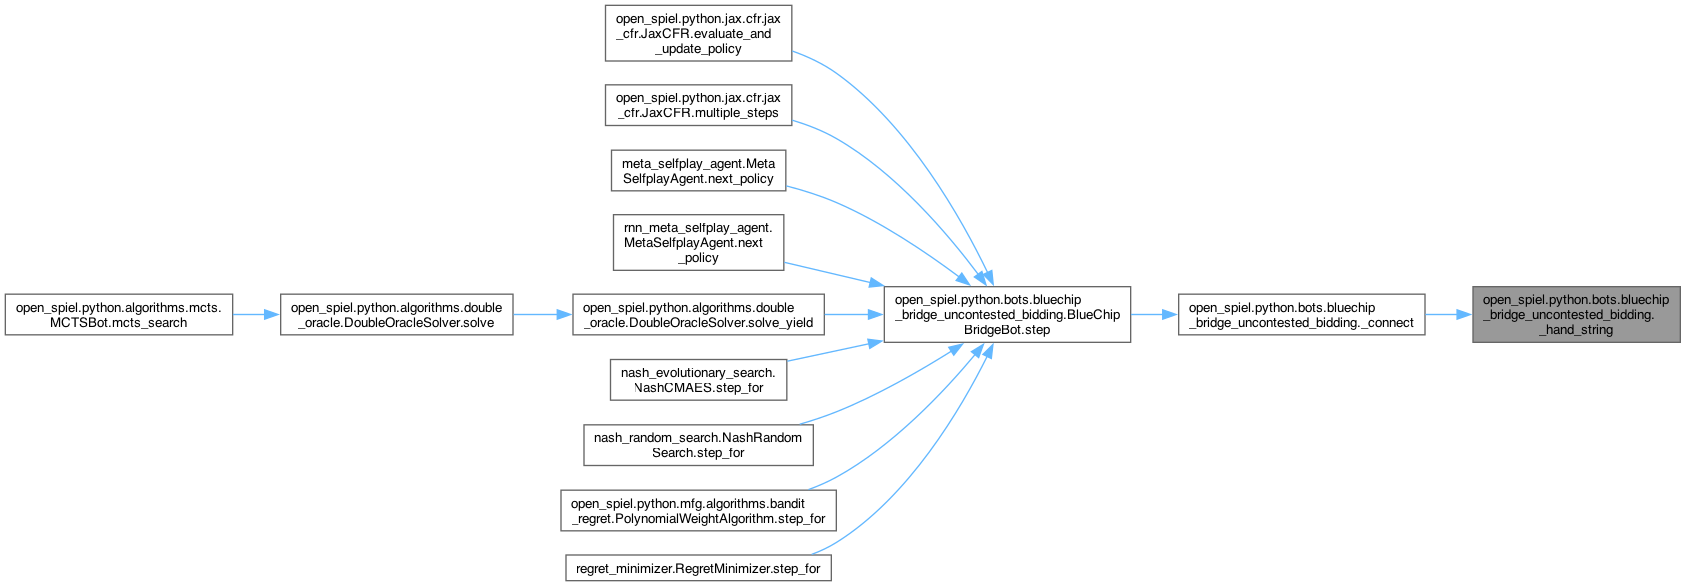 open_spiel.python.jax.cfr.jax
_cfr.JaxCFR.evaluate_and
_update_policy
open_spiel.python.jax.cfr.jax
_cfr.JaxCFR.multiple_steps
meta_selfplay_agent.Meta
SelfplayAgent.next_policy
rnn_meta_selfplay_agent.
MetaSelfplayAgent.next
_policy
open_spiel.python.algorithms.mcts.
MCTSBot.mcts_search
open_spiel.python.algorithms.double
_oracle.DoubleOracleSolver.solve
open_spiel.python.algorithms.double
_oracle.DoubleOracleSolver.solve_yield
open_spiel.python.bots.bluechip
_bridge_uncontested_bidding.BlueChip
BridgeBot.step
open_spiel.python.bots.bluechip
_bridge_uncontested_bidding._connect
open_spiel.python.bots.bluechip
_bridge_uncontested_bidding.
_hand_string
nash_evolutionary_search.
NashCMAES.step_for
nash_random_search.NashRandom
Search.step_for
open_spiel.python.mfg.algorithms.bandit
_regret.PolynomialWeightAlgorithm.step_for
regret_minimizer.RegretMinimizer.step_for